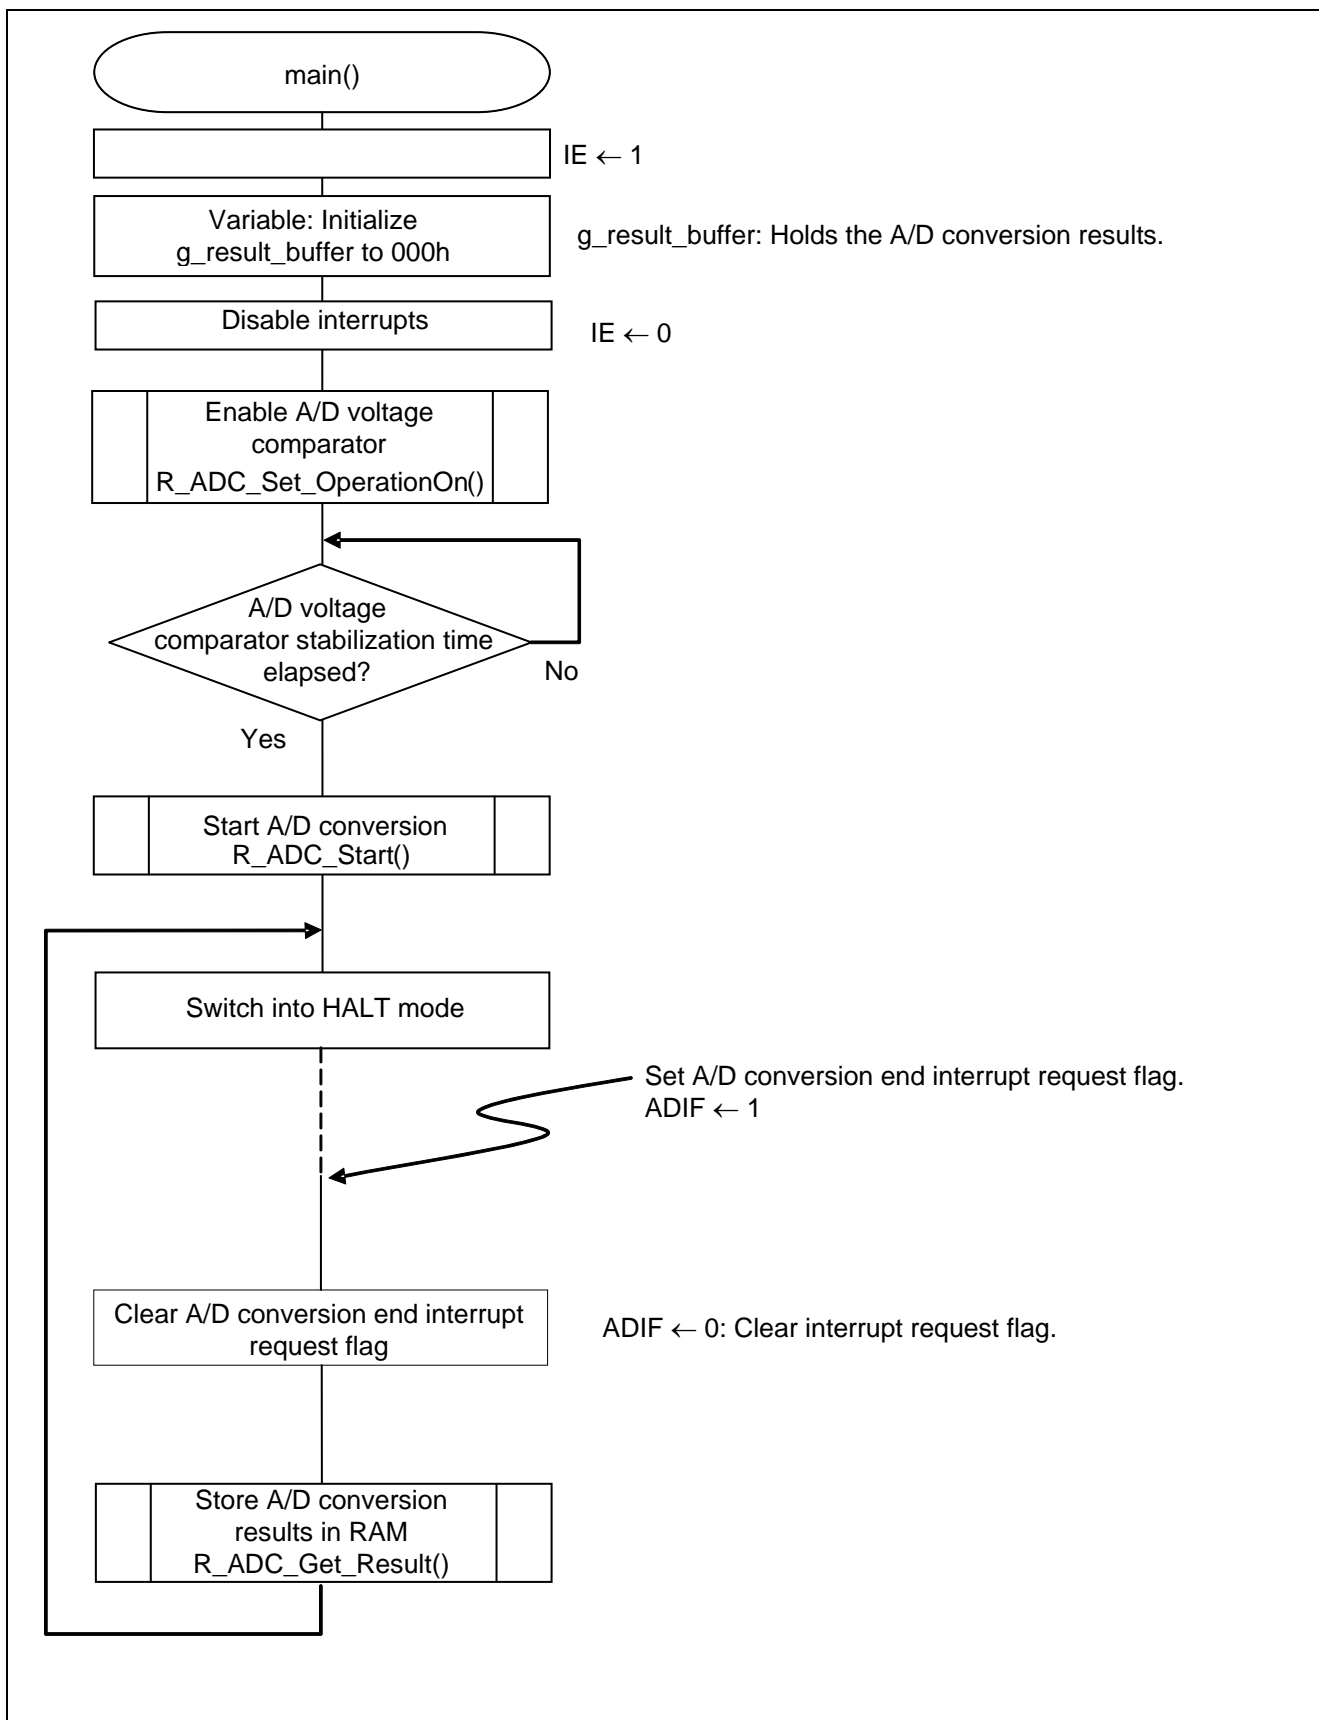 main()
IE ← 1
Variable: Initialize
g_result_buffer to 000h
g_result_buffer: Holds the A/D conversion results.
Disable interrupts
IE ← 0
Enable A/D voltage
comparator
R_ADC_Set_OperationOn()
A/D voltage
comparator stabilization time
elapsed?
No
Yes
Start A/D conversion
R_ADC_Start()
Switch into HALT mode
Set A/D conversion end interrupt request flag.
ADIF ← 1
Clear A/D conversion end interrupt
request flag
ADIF ← 0: Clear interrupt request flag.
Store A/D conversion
results in RAM
R_ADC_Get_Result()